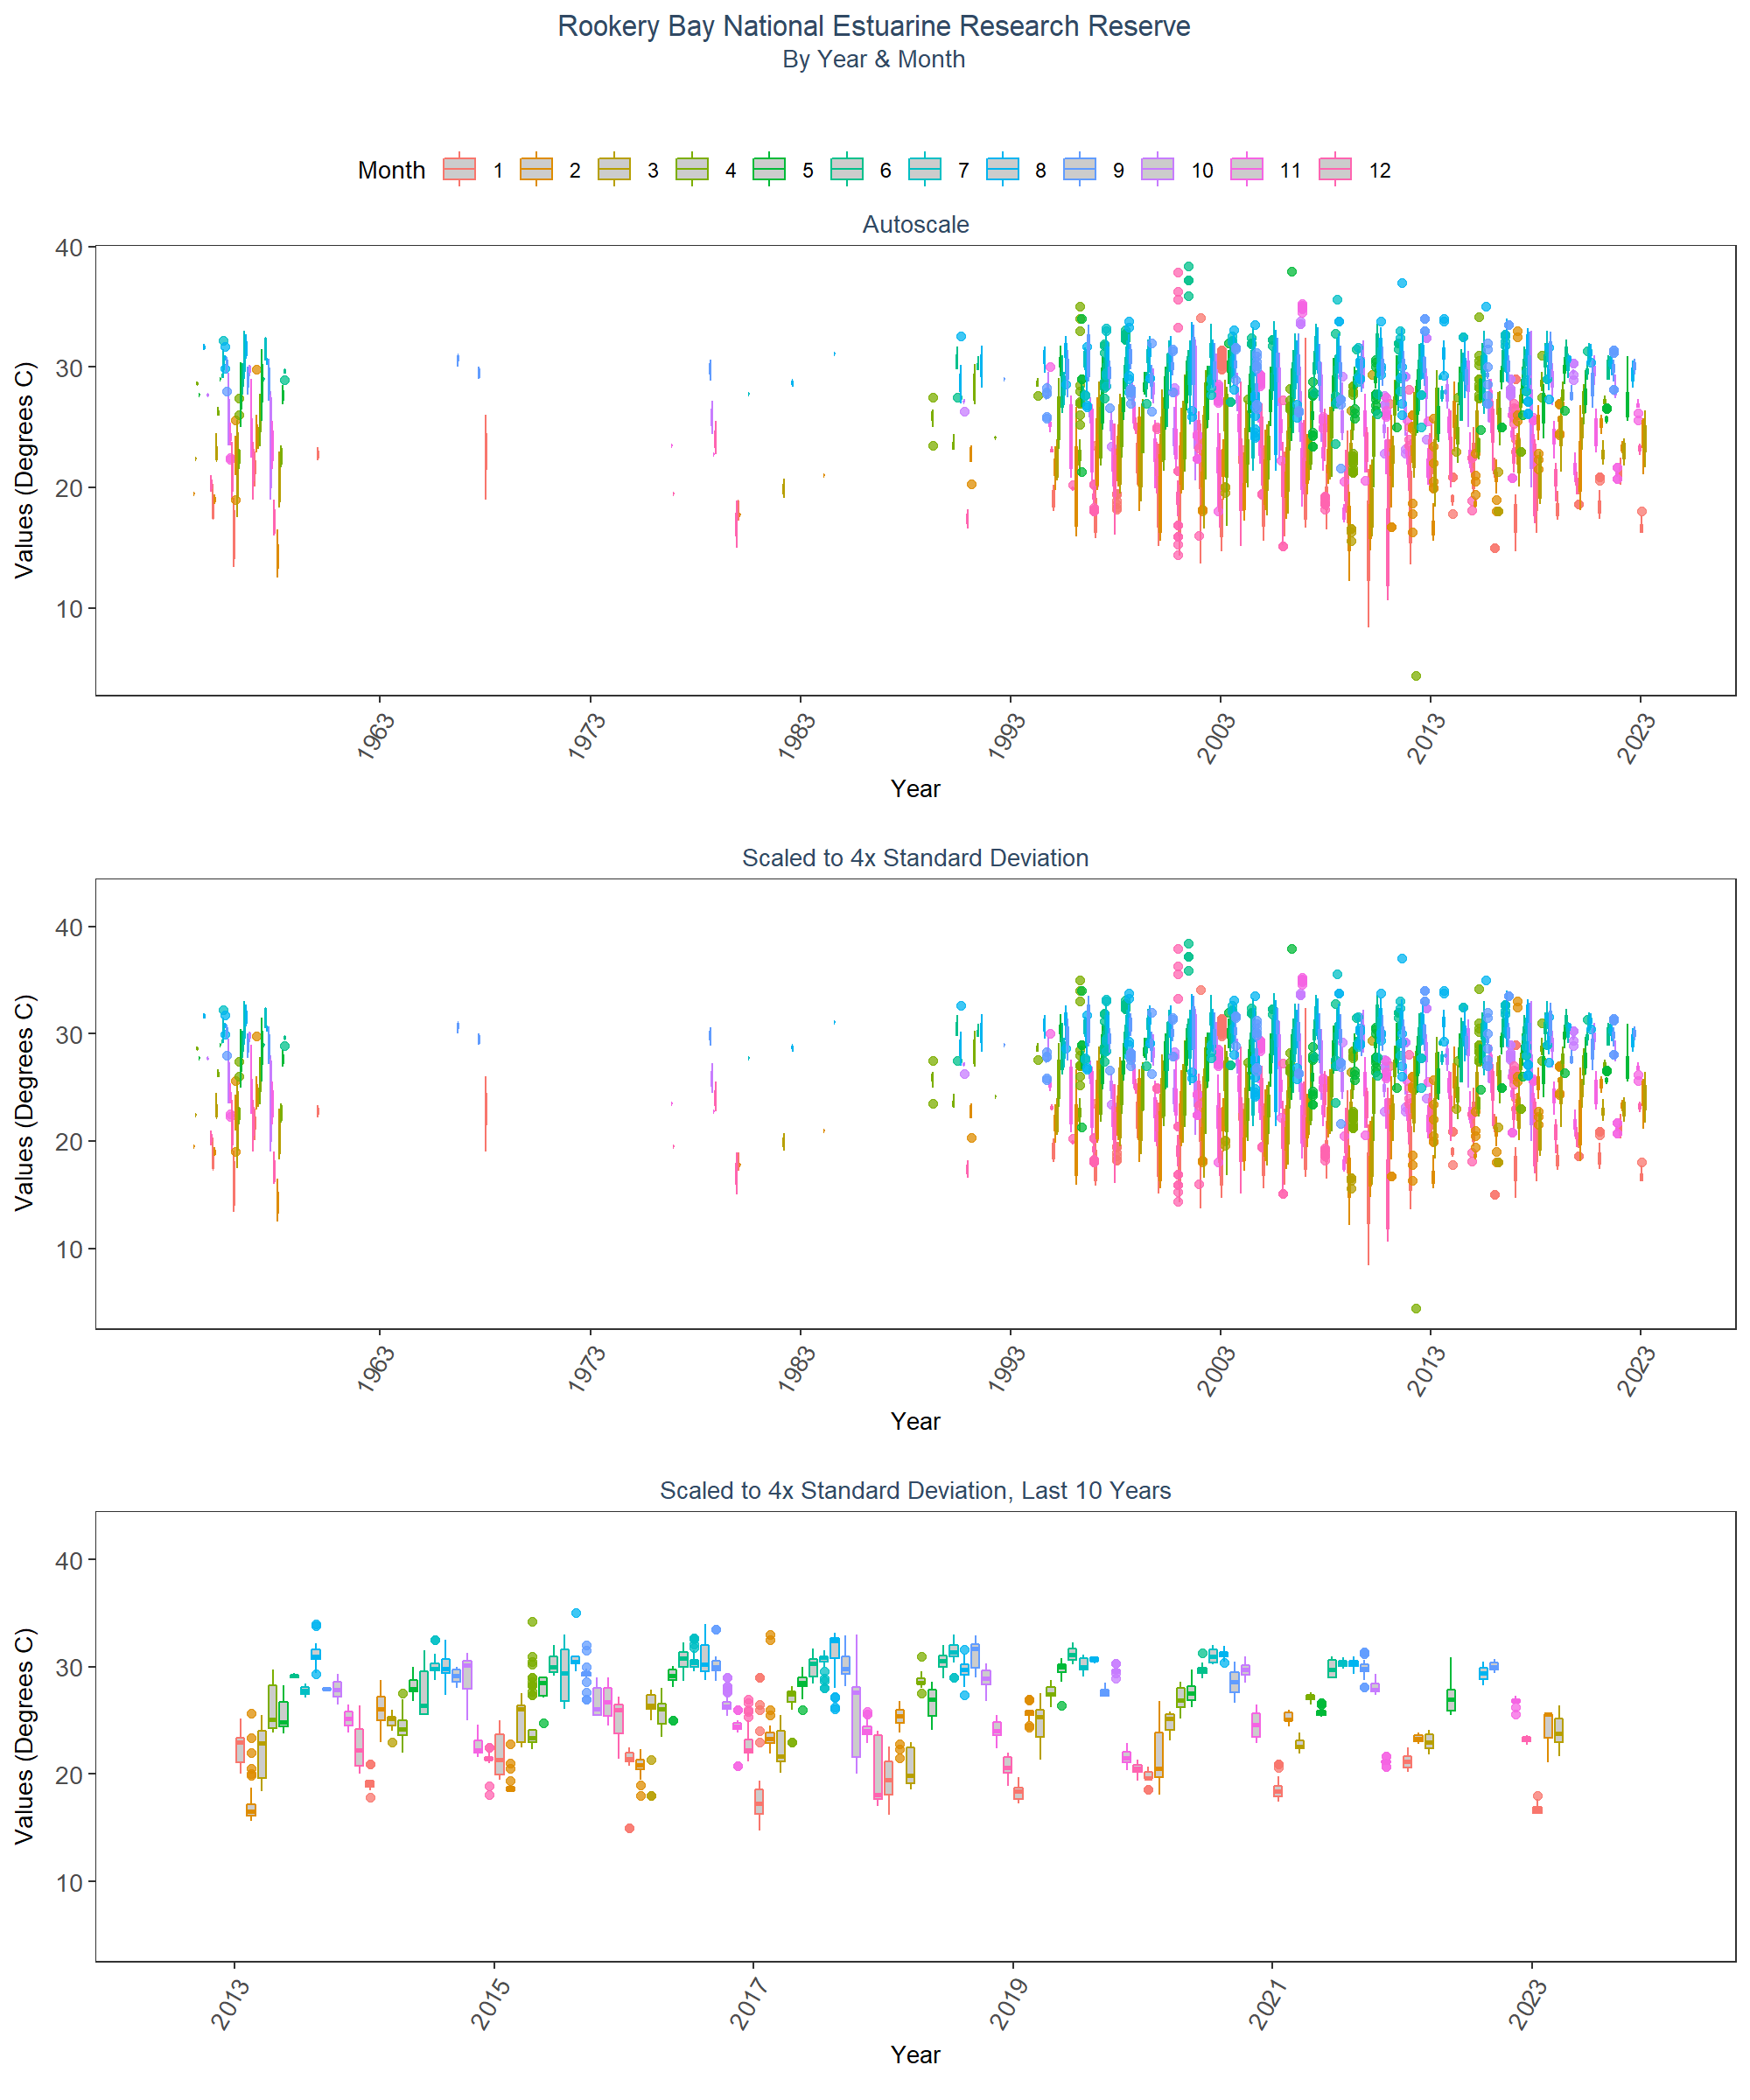 Rookery Bay National Estuarine Research Reserve
By Year & Month
Month 1 2 3 4 5 6 7 8 9 10 11 12
Autoscale
Values (Degrees C)
40
30
20
10
1963 1973 1983 1993 2003 2013 2023
Year
Scaled to 4x Standard Deviation
Values (Degrees C)
40
30
20
10
1963 1973 1983 1993 2003 2013 2023
Year
Scaled to 4x Standard Deviation, Last 10 Years
Values (Degrees C)
40
30
20
10
2013 2015 2017 2019 2021 2023
Year